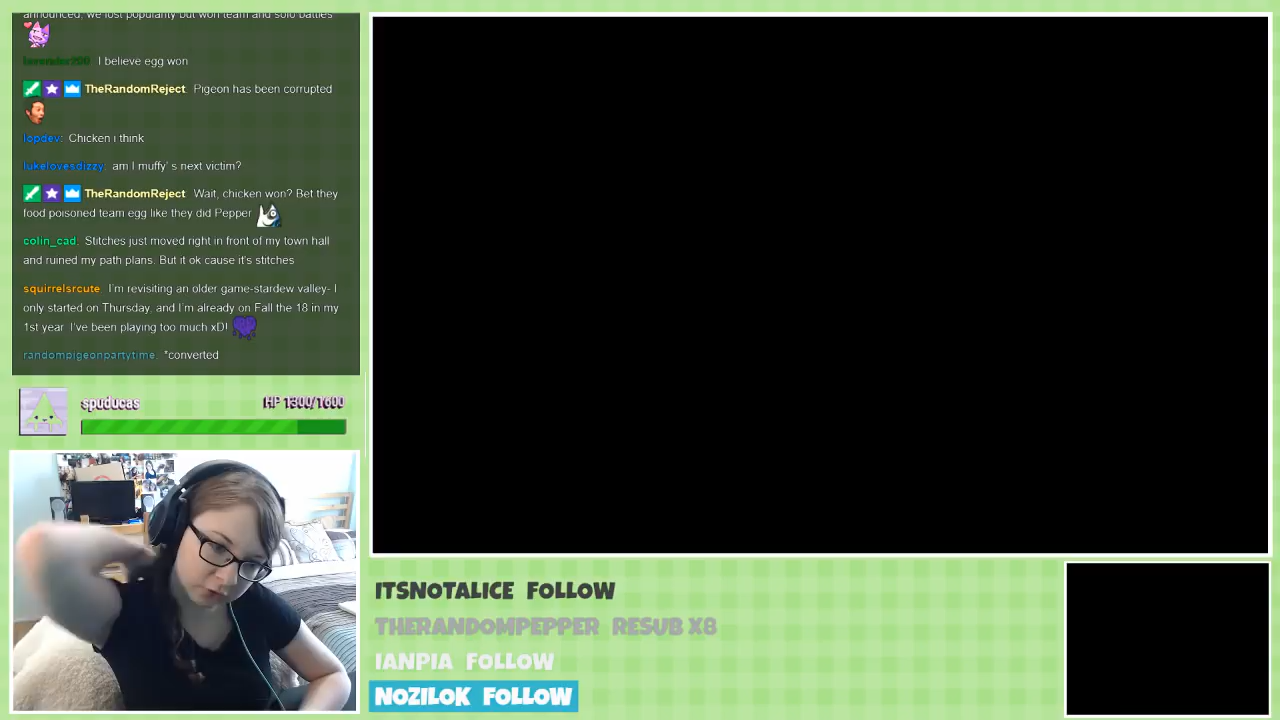 announced, we lost popularity but won team and solo battles
I believe egg won
TheRandomReject: Pigeon has been corrupted
lopdev: Chicken i think
lukelovesdizzy: am I muffy' s next victim?
TheRandomReject: Wait, chicken won? Bet they
food poisoned team egg like they did Pepper
colin_cad: Stitches just moved right in front of my town hall
and ruined my path plans. But it ok cause it's stitches
squirrelsrcute: I'm revisiting an older game-stardew valley- I
only started on Thursday, and I'm already on Fall the 18 in my
1st year. I've been playing too much xD!
randompigeonpartytime: *converted
spuducas HP 1300/1600
ITSNOTALICE FOLLOW
THERANDOMPEPPER RESUB X8
IANPIA FOLLOW
NOZILOK FOLLOW